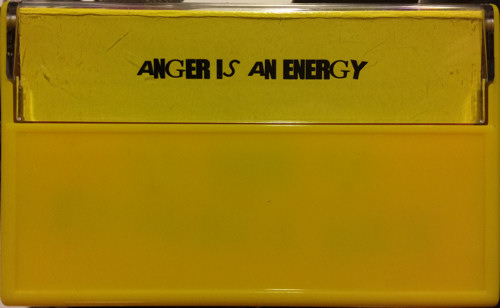 ANGER IS AN ENERGY